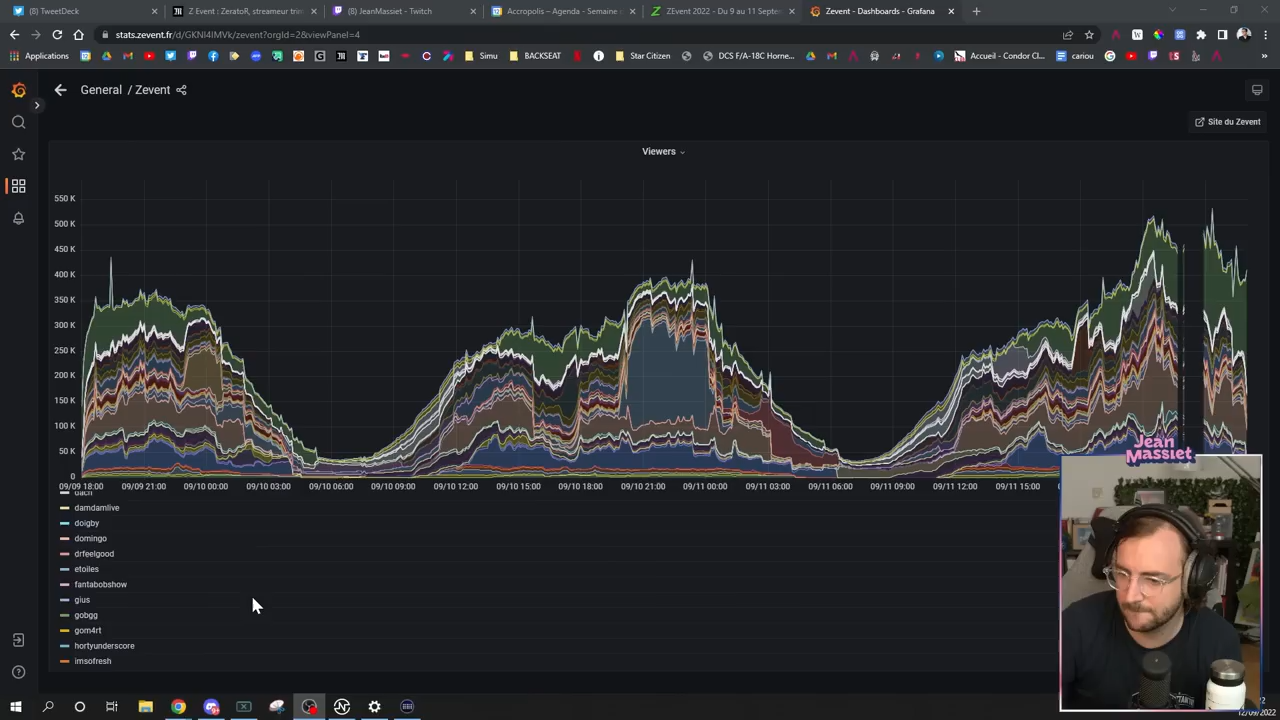 (8) TweetDeck
Z Event : ZeratoR, streameur trim
(8) JeanMassiet - Twitch
Accropolis – Agenda - Semaine
ZEvent 2022 - Du 9 au 11 Septem
Zevent - Dashboards - Grafana
stats.zevent.fr/d/GKNI4IMVk/zevent?orgId=2&viewPanel=4
Applications
Simu
BACKSEAT
Star Citizen
DCS F/A-18C Horne...
Accueil - Condor Cl...
cariou
General / Zevent
Site du Zevent
Viewers
550 K
500 K
450 K
400 K
350 K
300 K
250 K
200 K
150 K
100 K
50 K
0
09/09 18:00 09/09 21:00 09/10 00:00 09/10 03:00 09/10 06:00 09/10 09:00 09/10 12:00 09/10 15:00 09/10 18:00 09/10 21:00 09/11 00:00 09/11 03:00 09/11 06:00 09/11 09:00 09/11 12:00 09/11 15:00
Jean
Massiet
dach
damdamlive
doigby
domingo
drfeelgood
etoiles
fantabobshow
gius
gobgg
gom4rt
hortyunderscore
imsofresh
12/09/2022